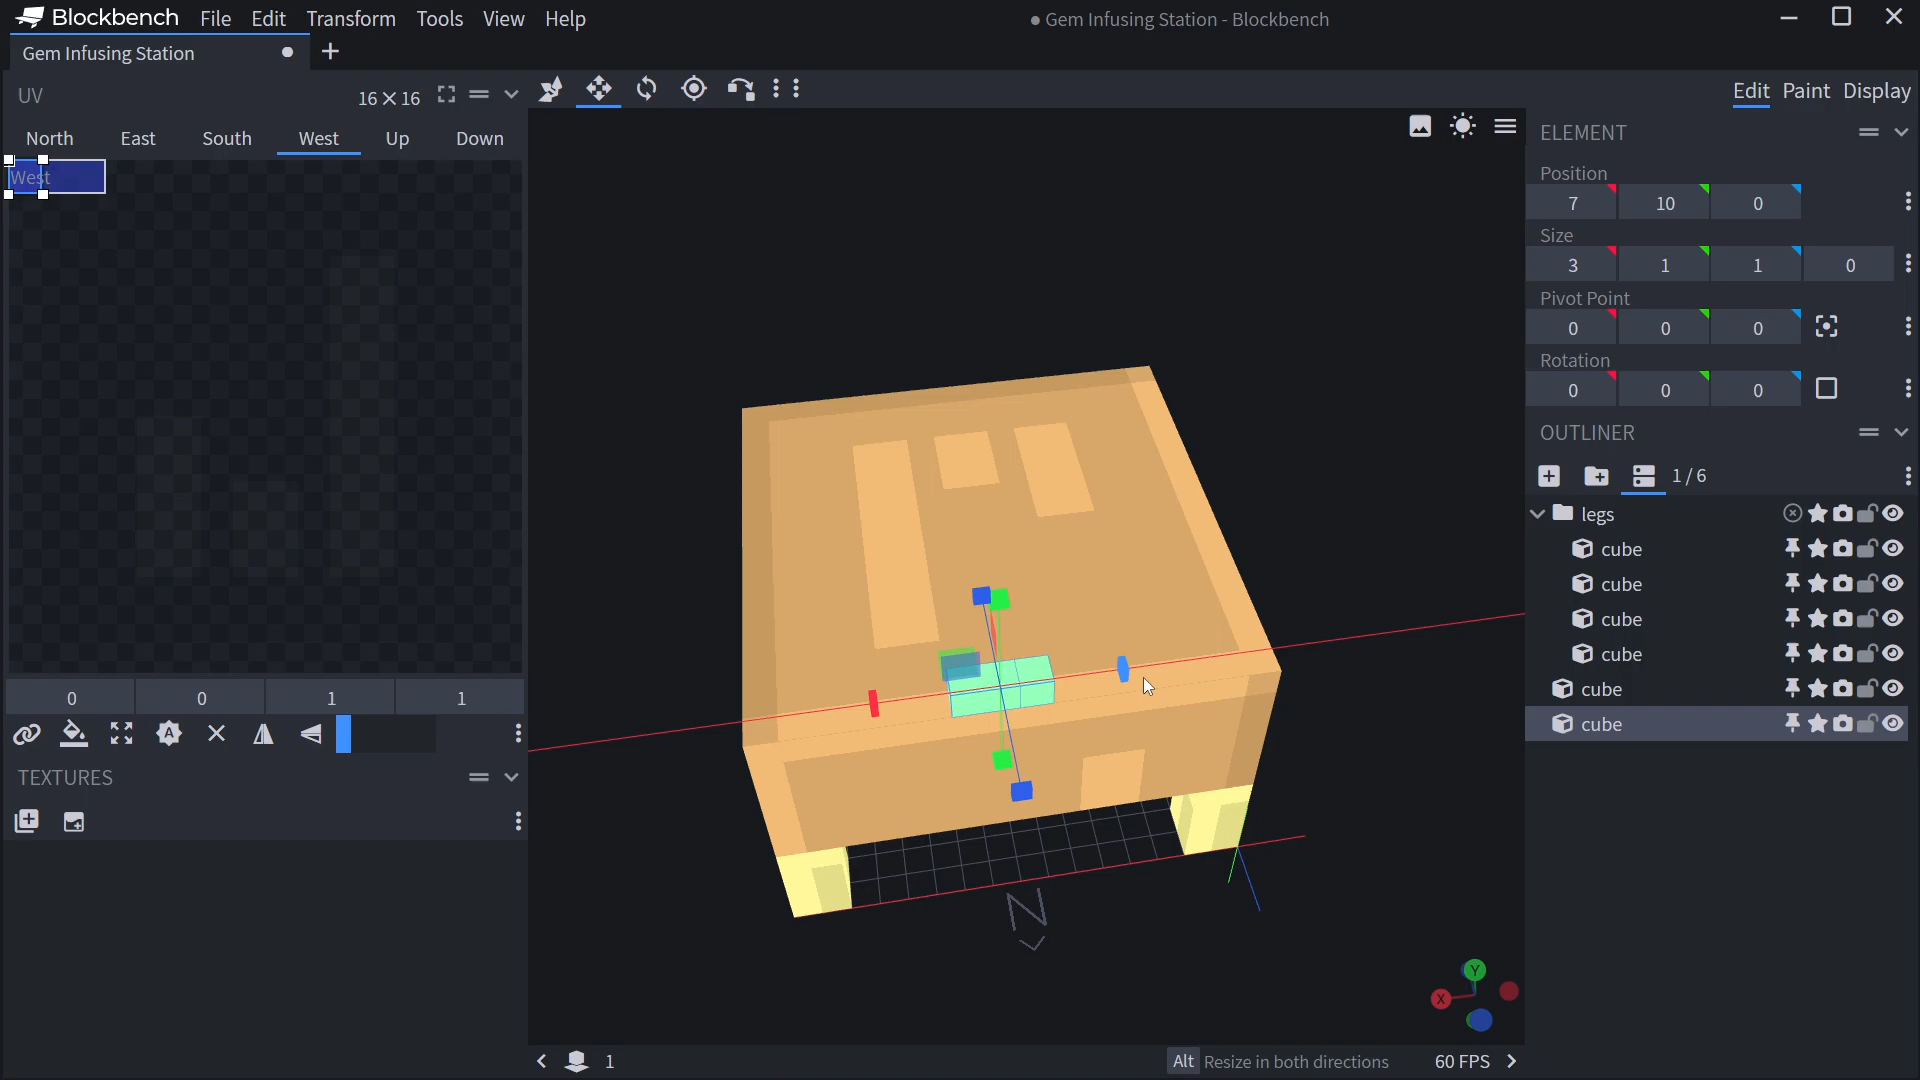 Blockbench File Edit Transform Tools View Help
Gem Infusing Station - Blockbench
Gem Infusing Station
UV 16×16
North East South West Up Down
West
0 0 1 1
TEXTURES
Edit Paint Display
ELEMENT
Position
7 10 0
Size
3 1 1 0
Pivot Point
0 0 0
Rotation
0 0 0
OUTLINER
1 / 6
legs
cube
cube
cube
cube
cube
cube
N
Y
X
1
Alt Resize in both directions 60 FPS